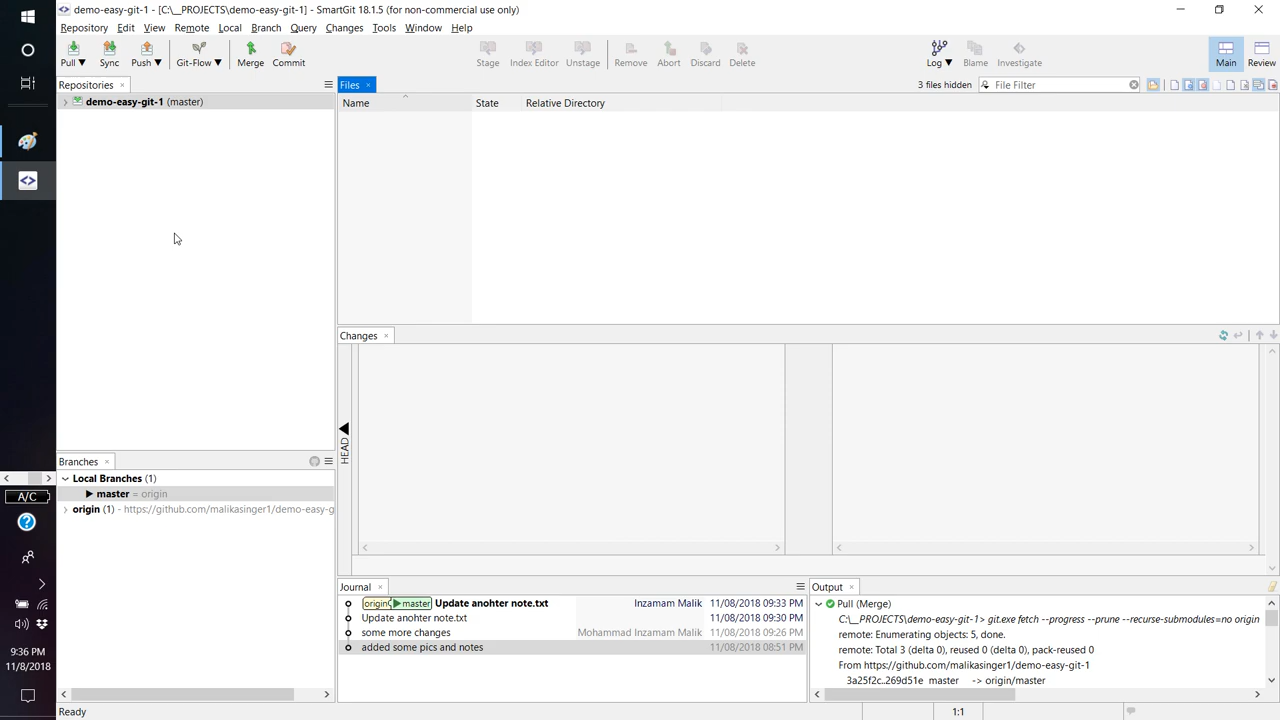 demo-easy-git-1 - [C:\__PROJECTS\demo-easy-git-1] - SmartGit 18.1.5 (for non-commercial use only)
Repository Edit View Remote Local Branch Query Changes Tools Window Help
Pull Sync Push Git-Flow Merge Commit Stage Index Editor Unstage Remove Abort Discard Delete Log Blame Investigate Main Review
Repositories
Files
3 files hidden
File Filter
demo-easy-git-1 (master)
Name State Relative Directory
Changes
HEAD
Branches
Local Branches (1)
master = origin
origin (1) - https://github.com/malikasinger1/demo-easy-g
Journal
origin master Update anohter note.txt Inzamam Malik 11/08/2018 09:33 PM
Update anohter note.txt Inzamam Malik 11/08/2018 09:30 PM
some more changes Mohammad Inzamam Malik 11/08/2018 09:26 PM
added some pics and notes Mohammad Inzamam Malik 11/08/2018 08:51 PM
Output
Pull (Merge)
C:\__PROJECTS\demo-easy-git-1> git.exe fetch --progress --prune --recurse-submodules=no origin
remote: Enumerating objects: 5, done.
remote: Total 3 (delta 0), reused 0 (delta 0), pack-reused 0
From https://github.com/malikasinger1/demo-easy-git-1
3a25f2c..269d51e master -> origin/master
Ready
1:1
A/C
9:36 PM
11/8/2018